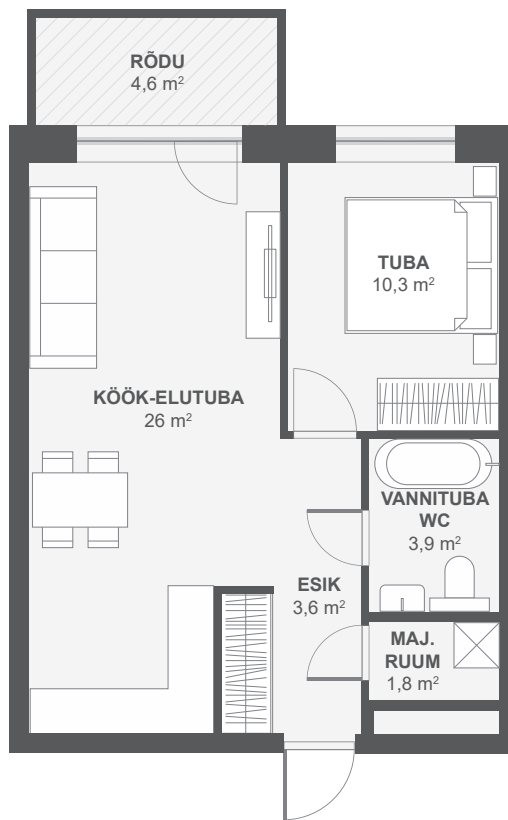 RÕDU
4,6 m²
TUBA
10,3 m²
KÖÖK-ELUTUBA
26 m²
VANNITUBA
WC
3,9 m²
ESIK
3,6 m²
MAJ.
RUUM
1,8 m²